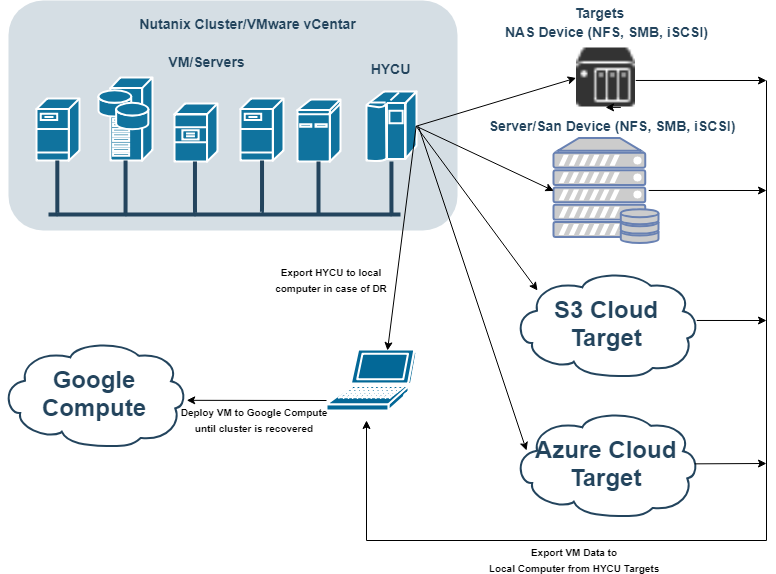 Nutanix Cluster/VMware vCentar
VM/Servers
HYCU
Targets
NAS Device (NFS, SMB, iSCSI)
Server/San Device (NFS, SMB, iSCSI)
Export HYCU to local
computer in case of DR
S3 Cloud
Target
Google
Compute
Deploy VM to Google Compute
until cluster is recovered
Azure Cloud
Target
Export VM Data to
Local Computer from HYCU Targets